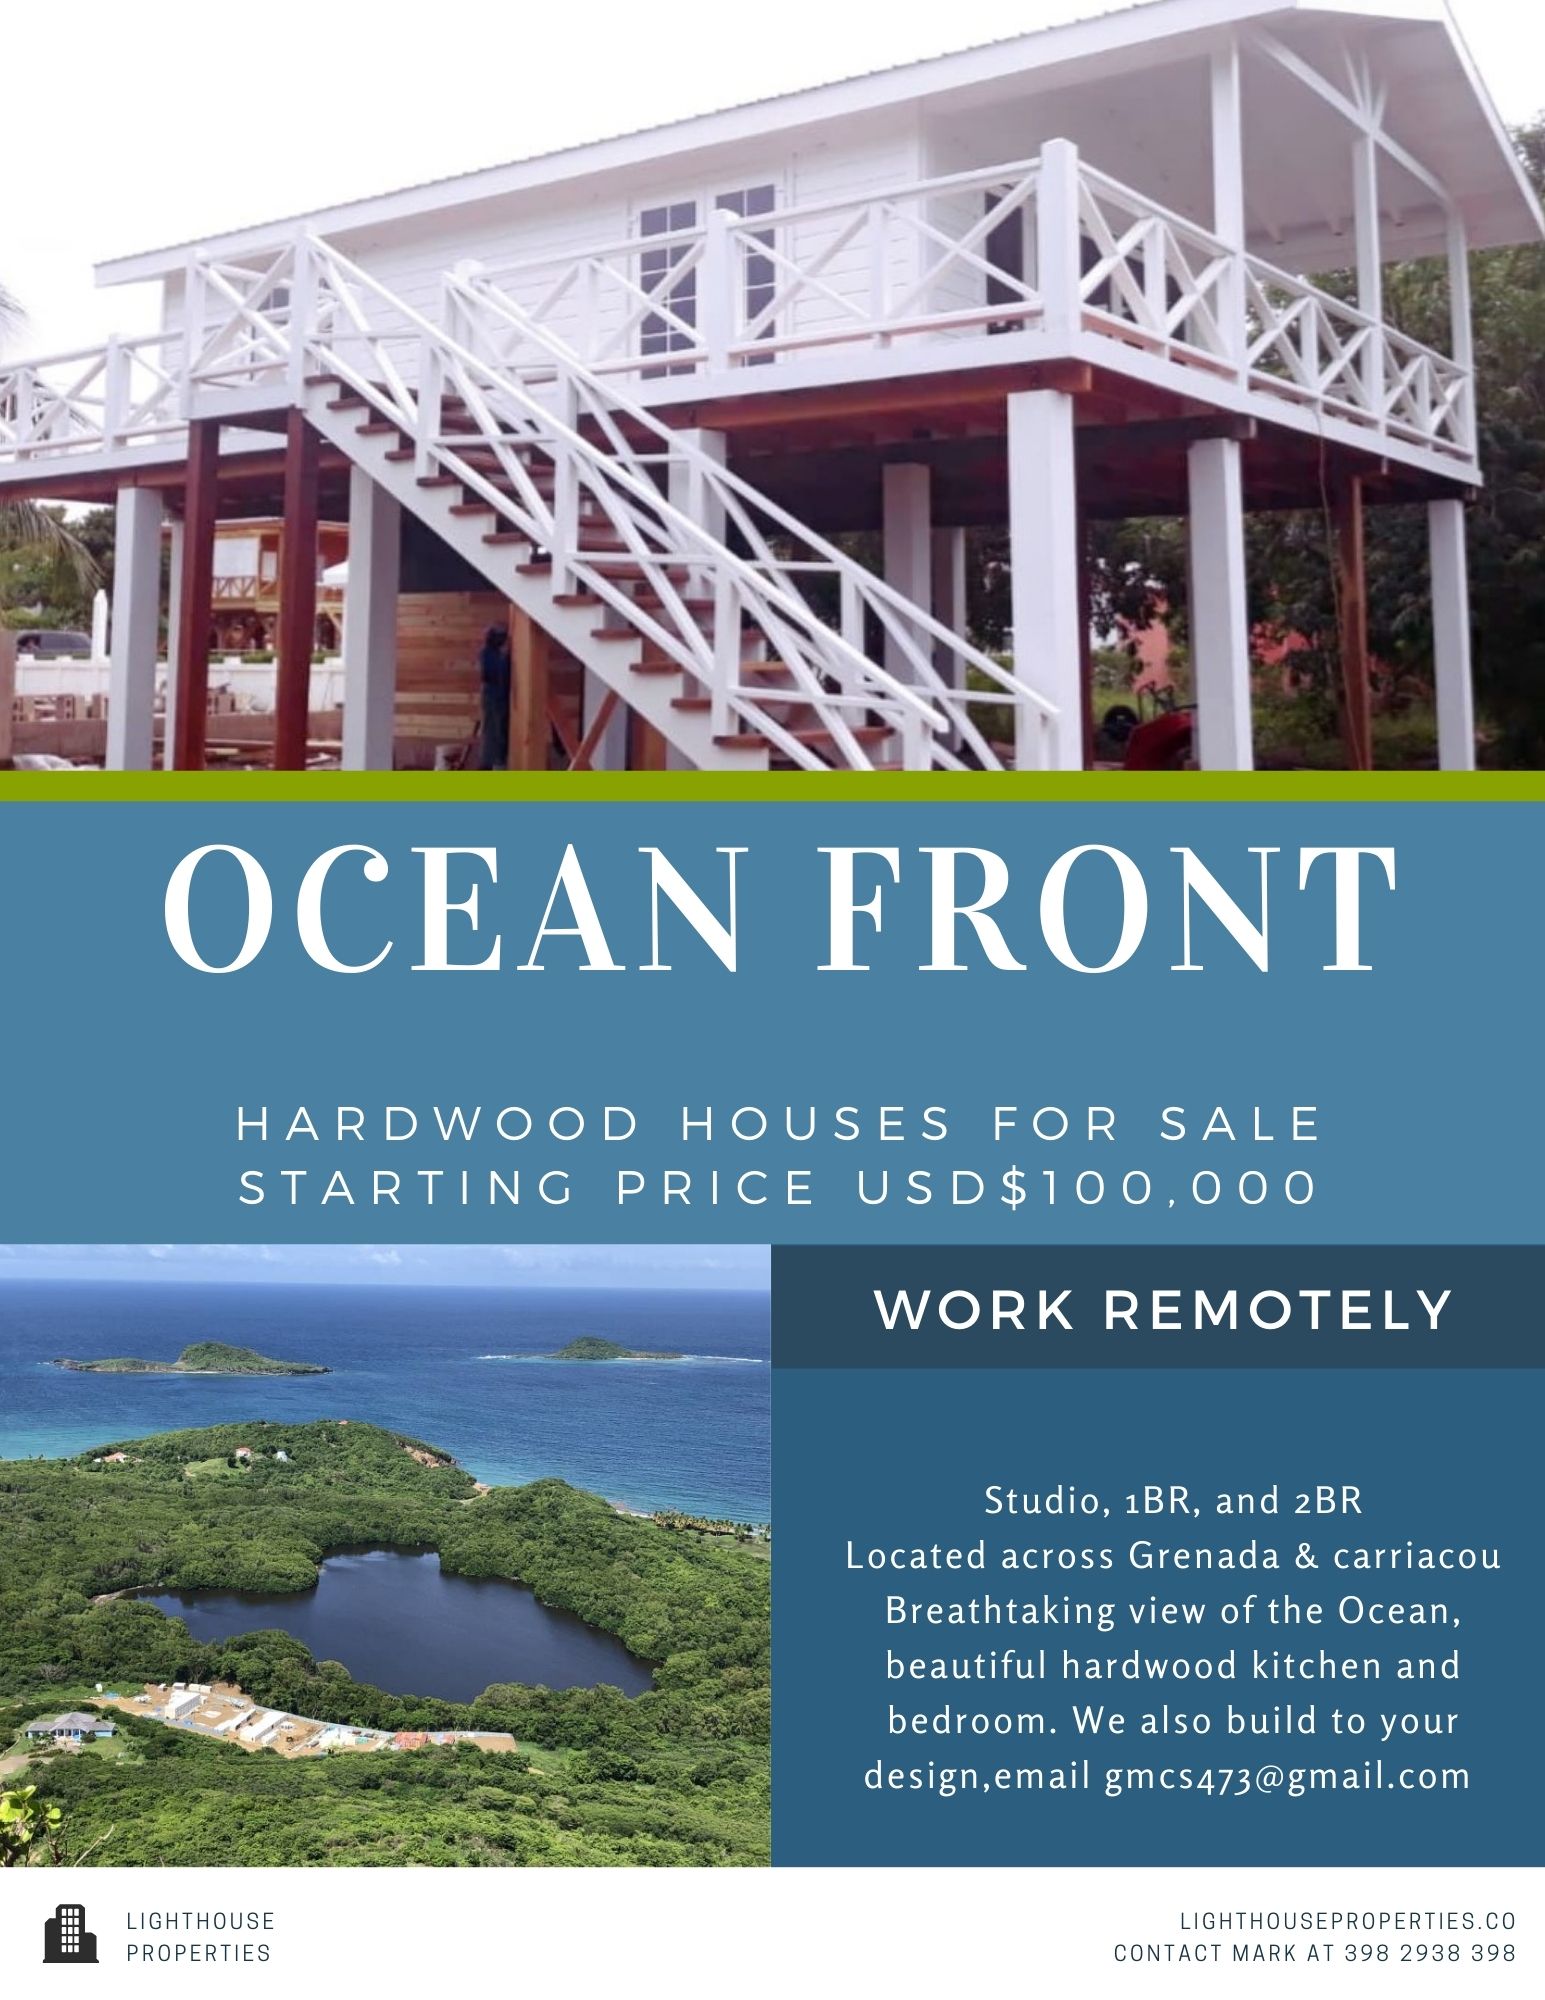 OCEAN FRONT
HARDWOOD HOUSES FOR SALE
STARTING PRICE USD$100,000
WORK REMOTELY
Studio, 1BR, and 2BR
Located across Grenada & carriacou
Breathtaking view of the Ocean,
beautiful hardwood kitchen and
bedroom. We also build to your
design,email gmcs473@gmail.com
LIGHTHOUSE
PROPERTIES
LIGHTHOUSEPROPERTIES.CO
CONTACT MARK AT 398 2938 398